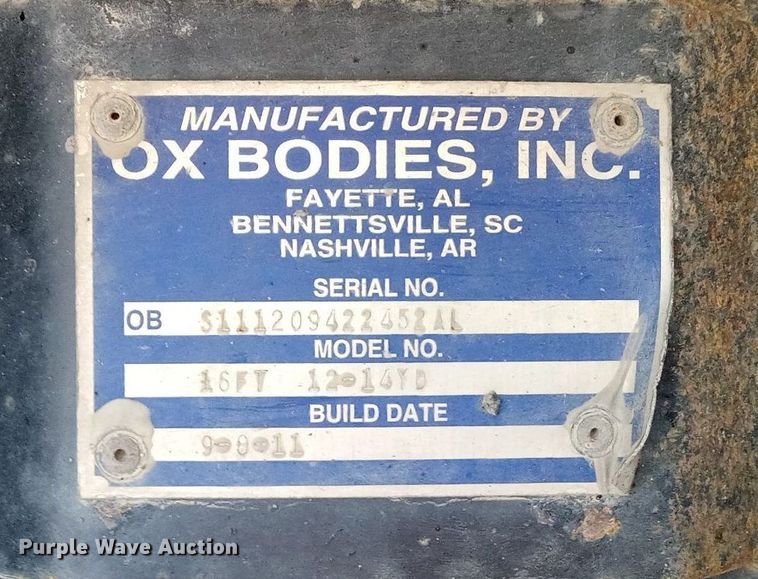 MANUFACTURED BY
OX BODIES, INC.
FAYETTE, AL
BENNETTSVILLE, SC
NASHVILLE, AR
SERIAL NO.
OB S111209422452AL
MODEL NO.
16FT 12-14YD
BUILD DATE
9-8-11
Purple Wave Auction